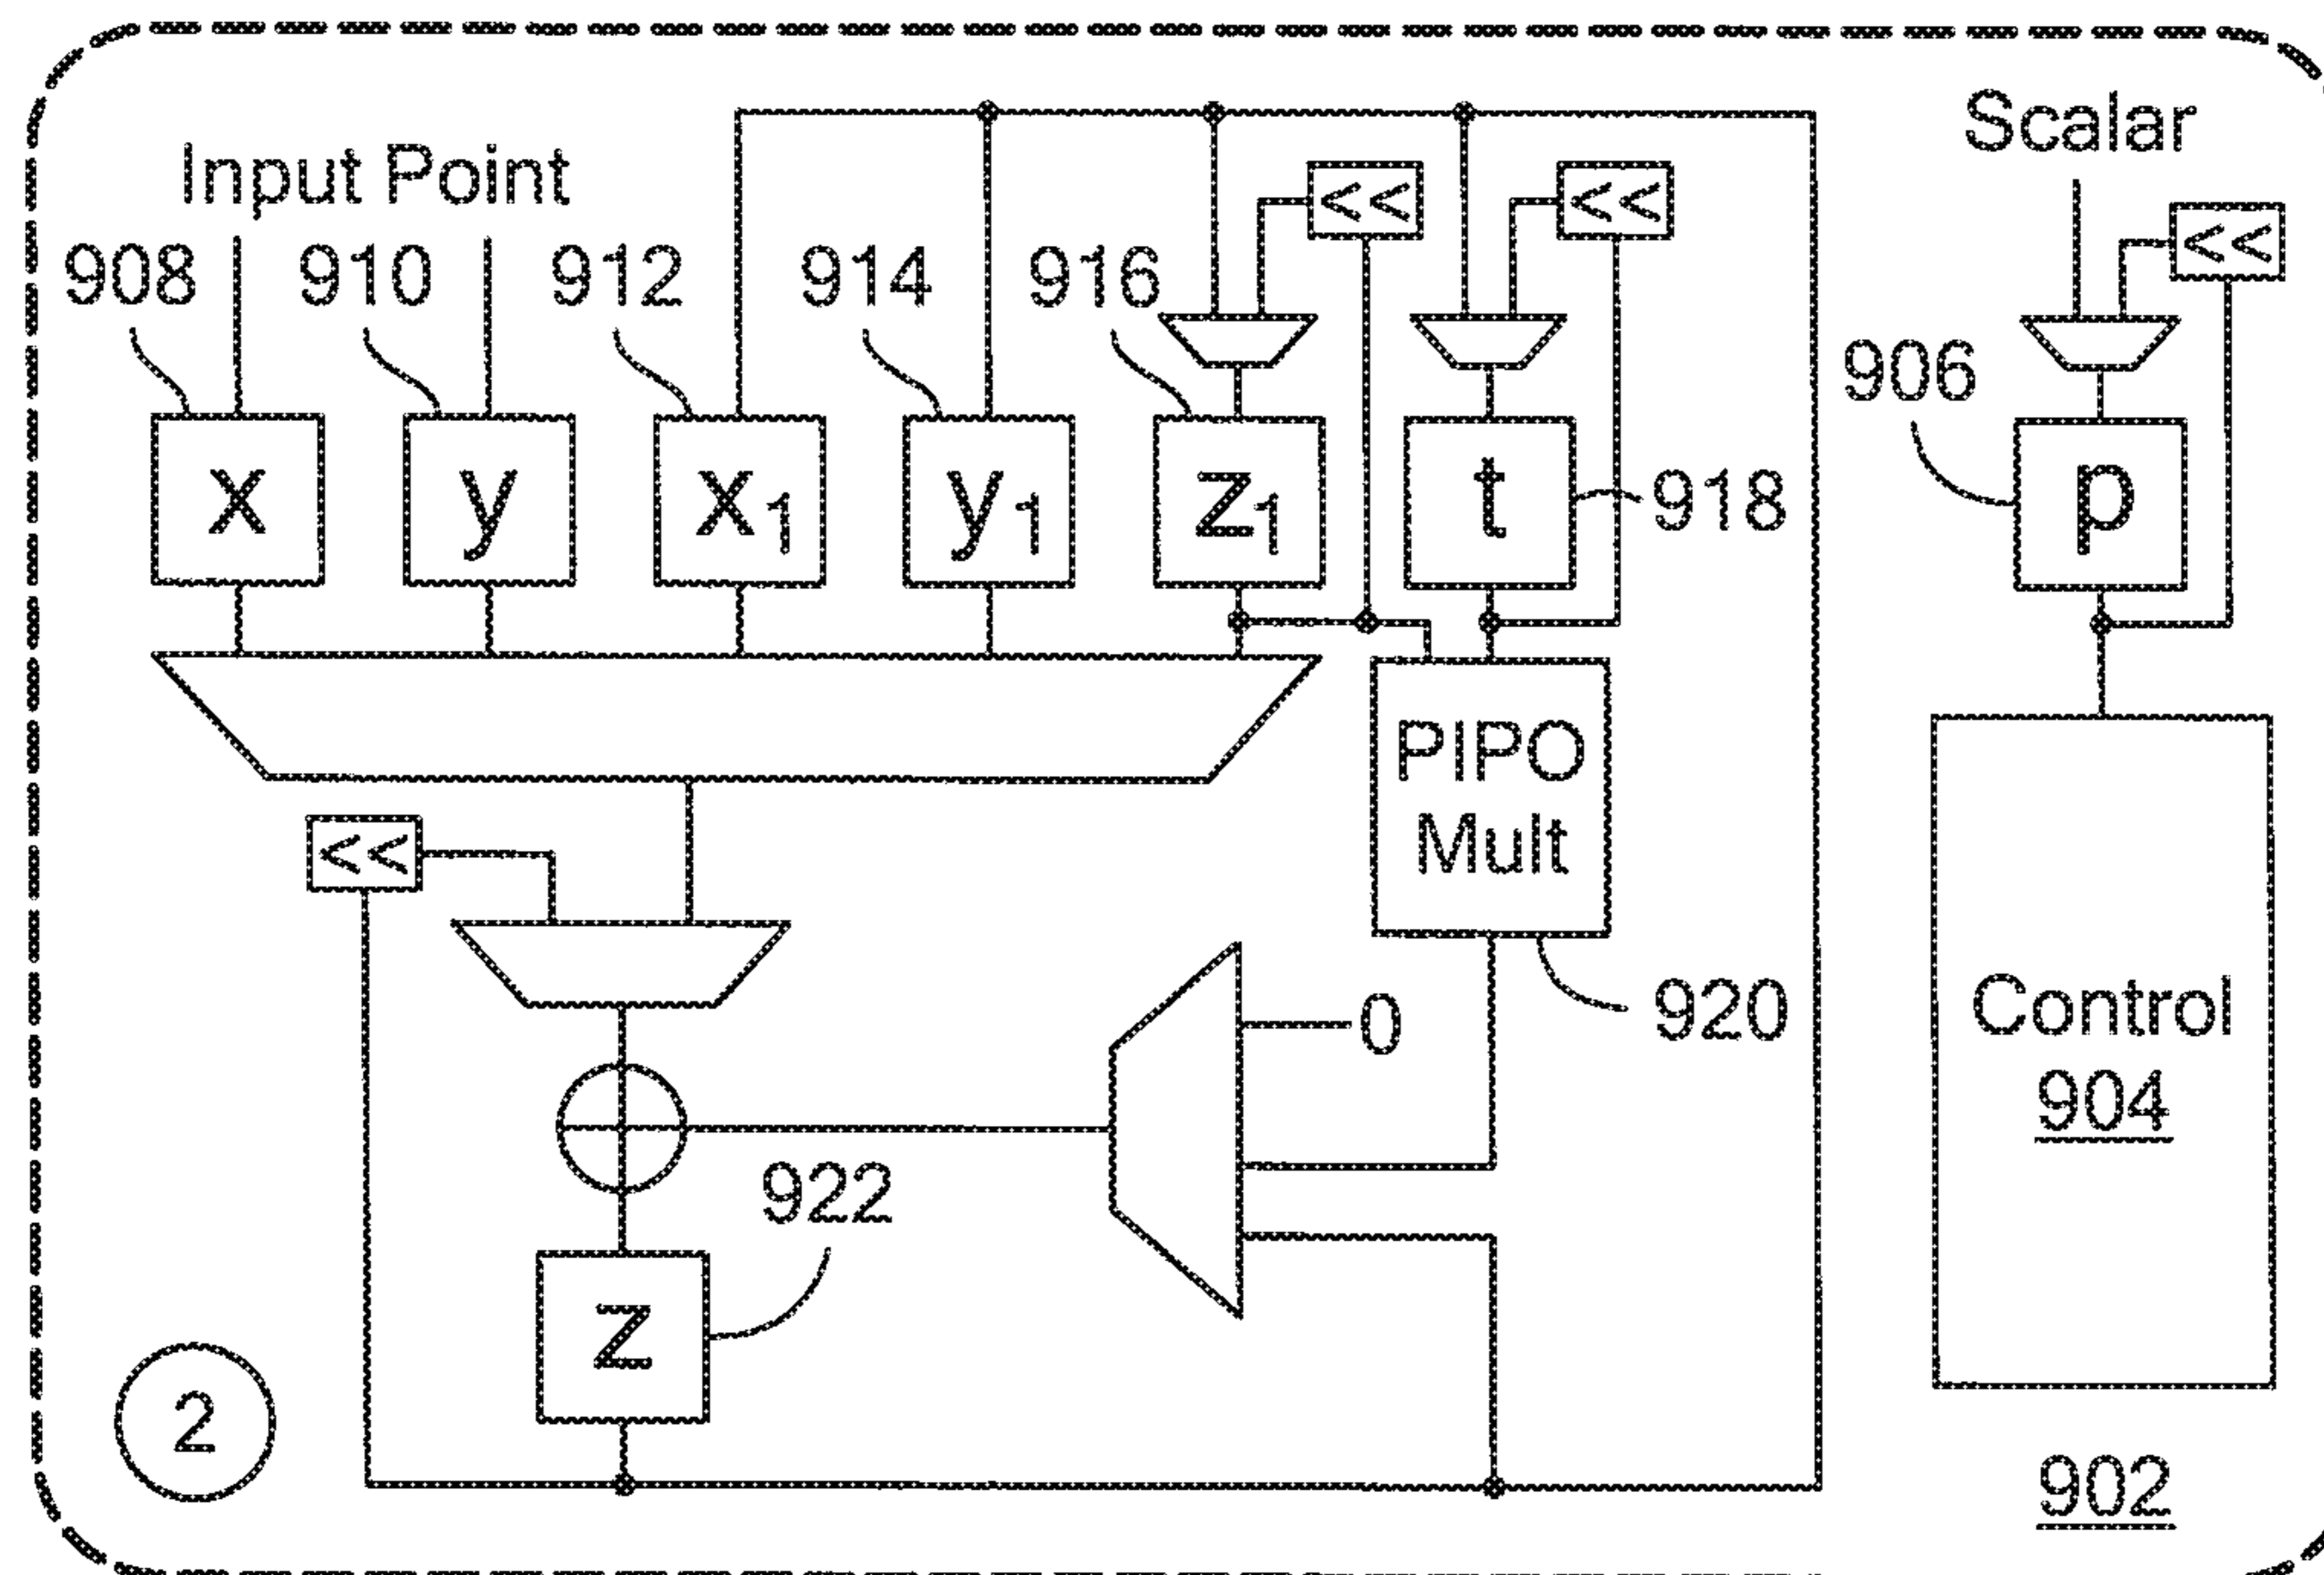 Scalar
Input Point
<< << <<
908 910 912 914 916
906
x y x₁ y₁ z₁ t 918 p
PIPO
Mult
<<
0 920
Control
904
922
z
2
902